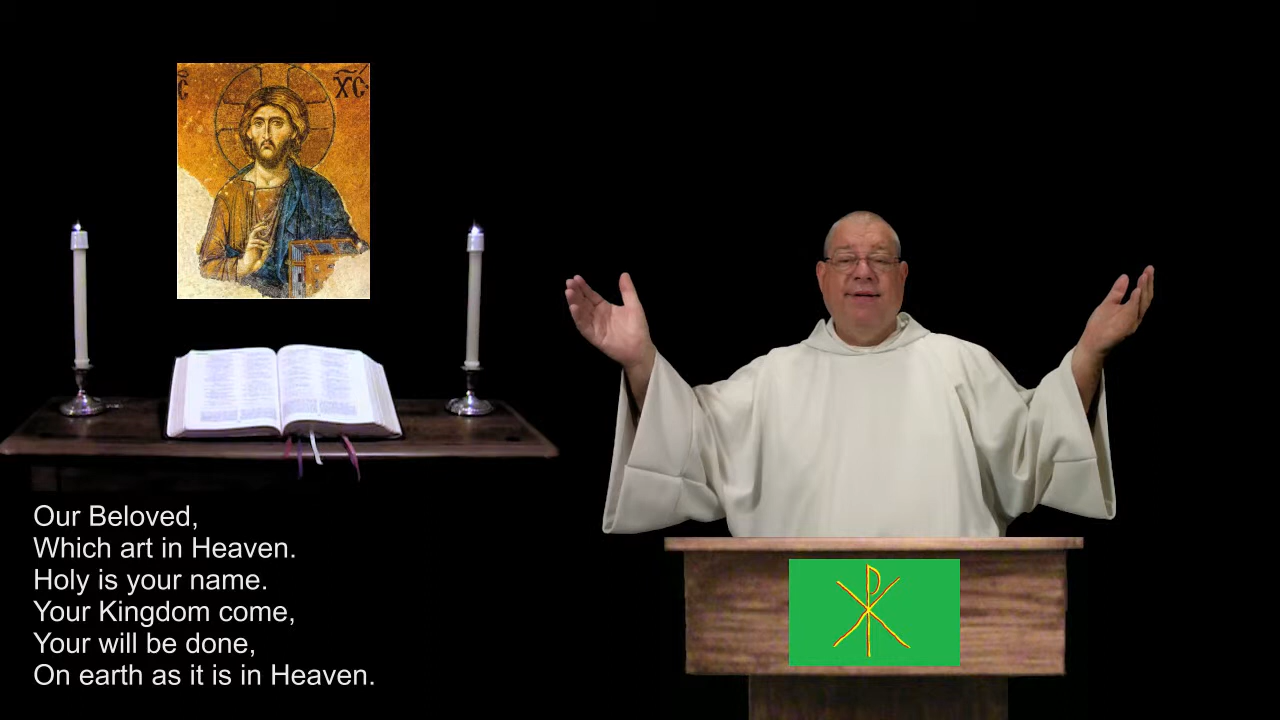 Our Beloved,
Which art in Heaven.
Holy is your name.
Your Kingdom come,
Your will be done,
On earth as it is in Heaven.